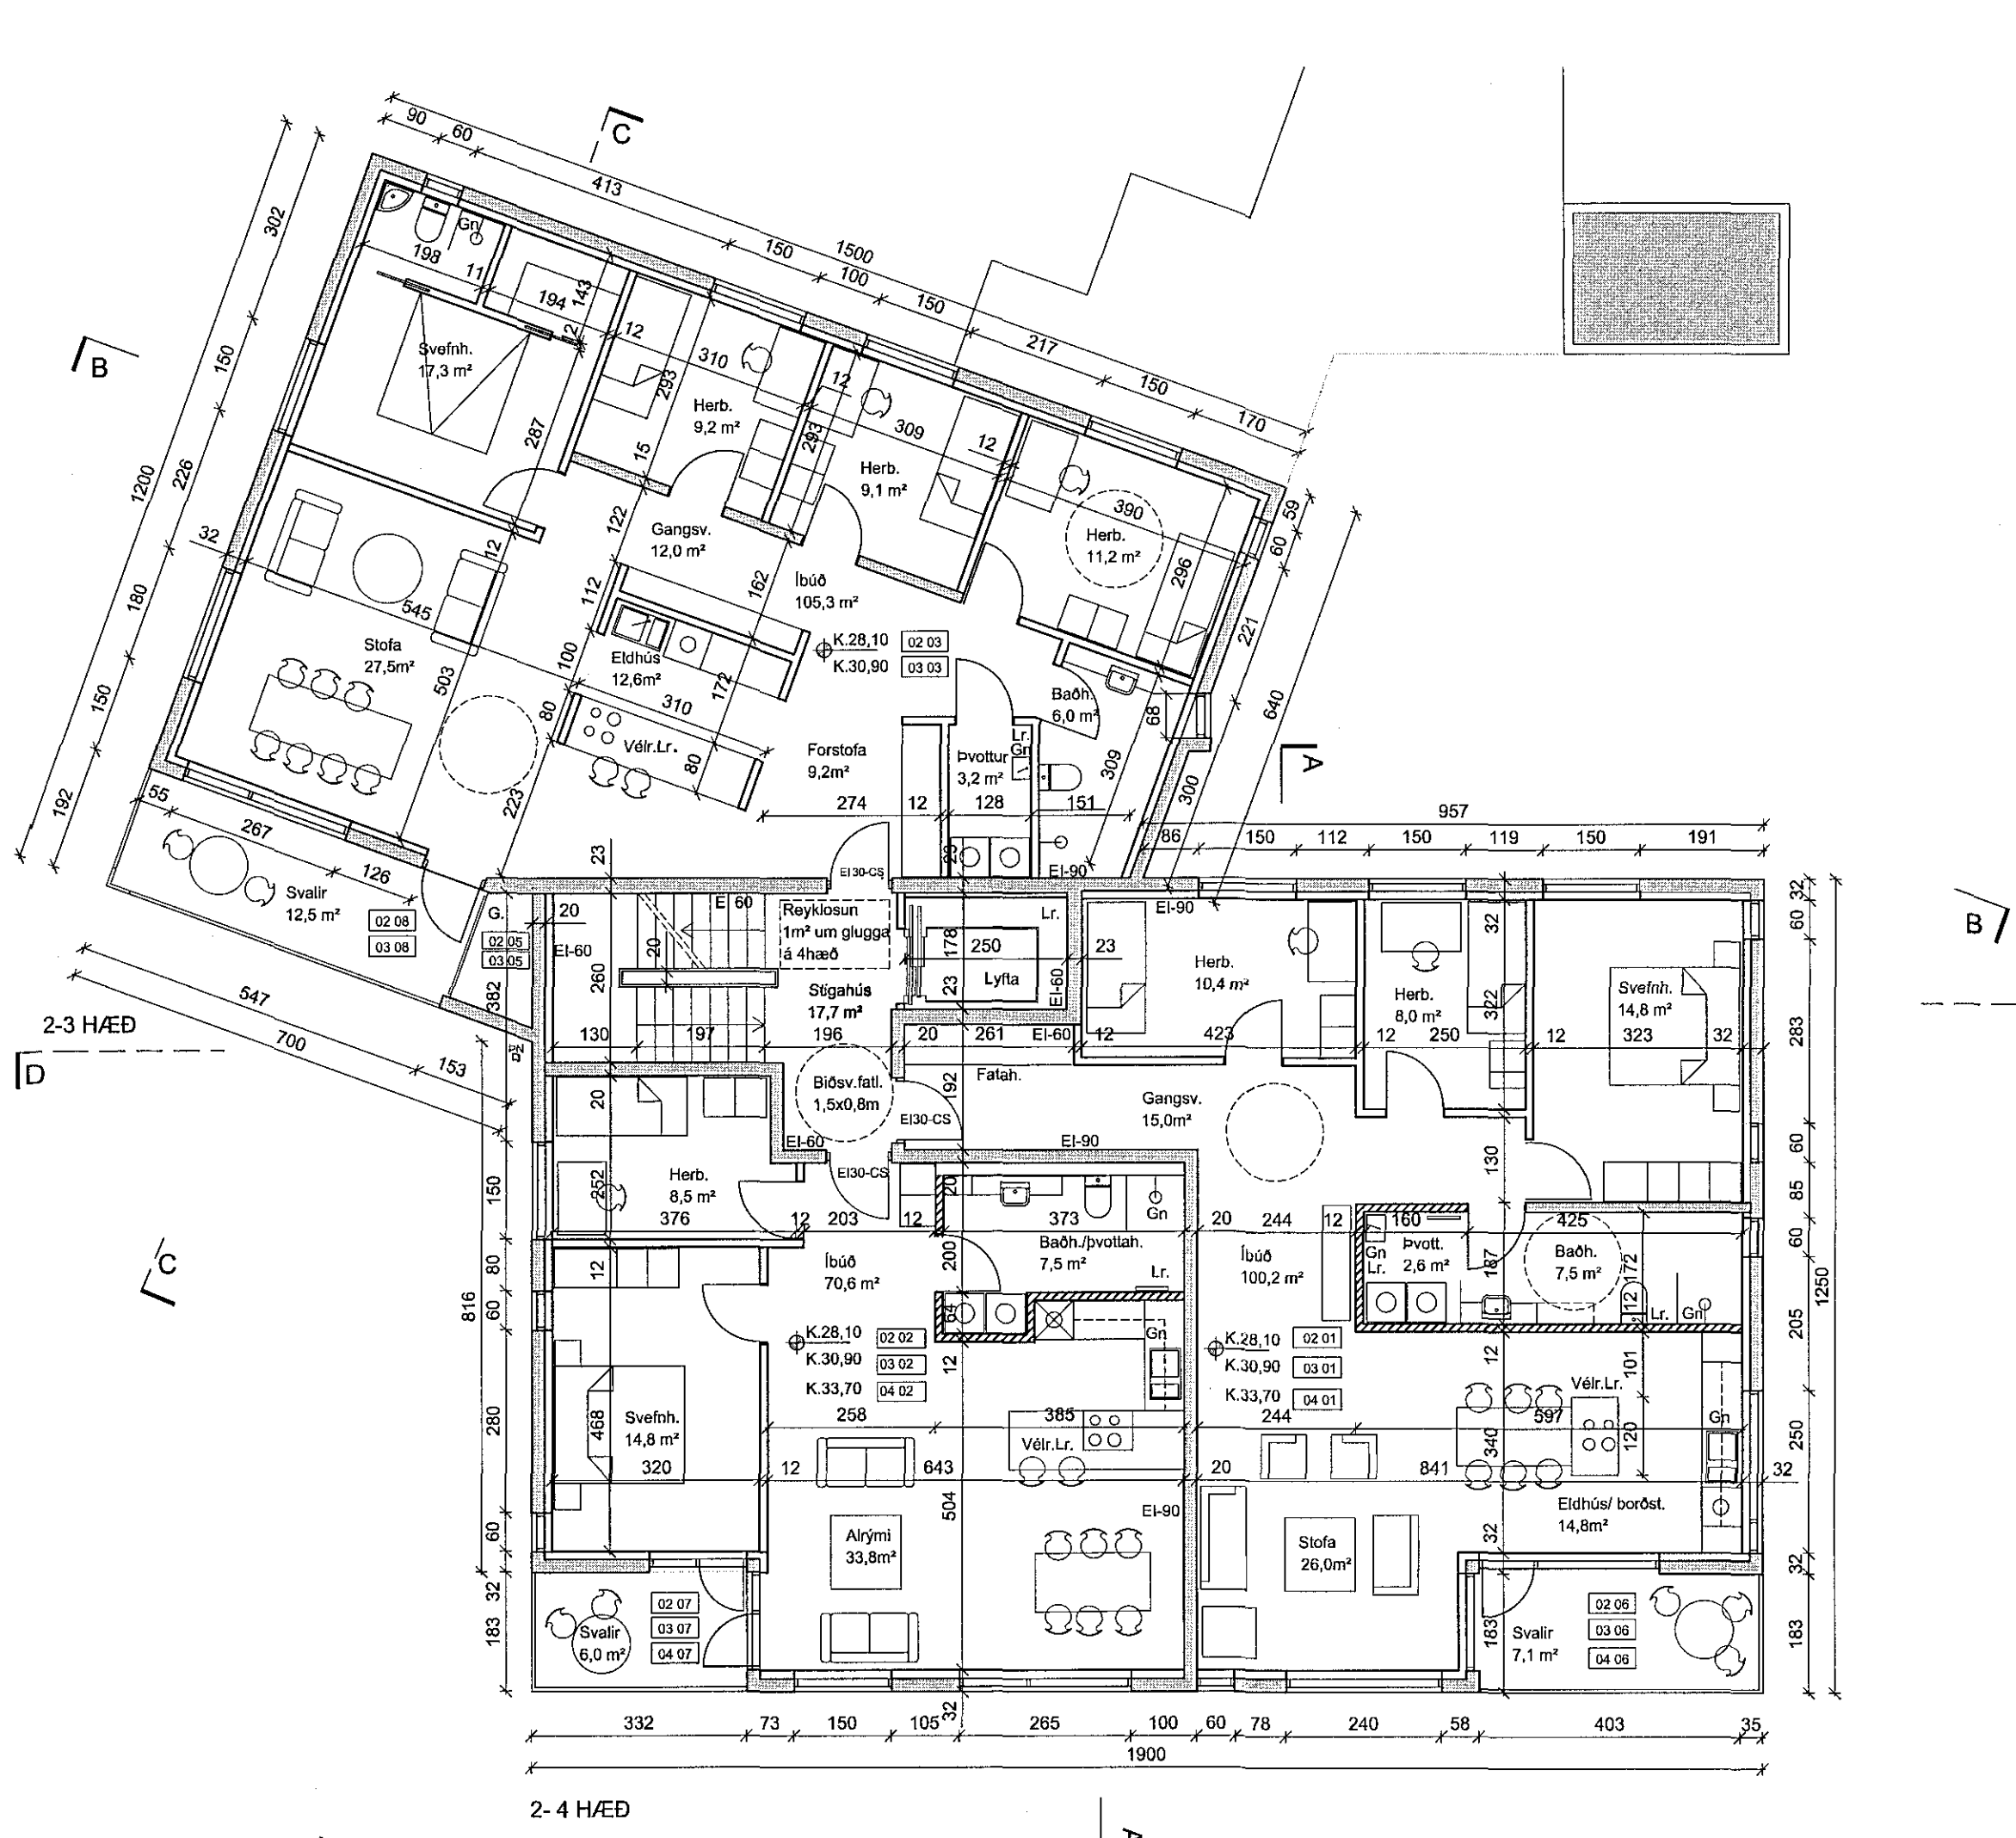 C
90
60
413
150
1500
100
150
217
150
170
302
150
226
1200
180
150
192
B
Gn
198
11
194
143
12
12
Svefnh.
17,3 m²
287
310
293
15
Herb.
9,2 m²
12
293
309
Herb.
9,1 m²
12
390
Herb.
11,2 m²
296
59
60
221
640
300
32
545
Stofa
27,5m²
503
12
122
Gangsv.
12,0 m²
112
162
Íbúð
105,3 m²
K.28,10
02 03
K.30,90
03 03
Eldhús
12,6m²
100
172
310
80
80
Vélr.Lr.
223
Forstofa
9,2m²
Baðh.
6,0 m²
68
Lr.
Gn
Þvottur
3,2 m²
309
274
12
128
151
A
957
86
150
112
150
119
150
191
55
267
126
Svalir
12,5 m²
02 08
03 08
23
EI30-CS
29
EI-90
G.
20
02 05
03 05
EI-60
382
260
20
E 60
Reyklosun
1m² um glugga
á 4hæð
Lr.
178
250
23
23
Lyfta
EI-60
Stigahús
17,7 m²
130
197
196
20
261
EI-60
12
423
EI-90
Herb.
10,4 m²
32
322
Herb.
8,0 m²
12
250
12
323
32
Svefnh.
14,8 m²
32
60
283
B
547
700
153
2-3 HÆÐ
D
20
Biðsv.fatl.
1,5x0,8m
192
Fatah.
EI30-CS
EI-60
EI30-CS
EI-90
Gangsv.
15,0m²
130
60
85
60
1250
150
252
Herb.
8,5 m²
376
12
203
12
20
373
Gn
20
244
12
160
425
C
80
60
816
12
Íbúð
70,6 m²
200
Baðh./þvottah.
7,5 m²
Lr.
Íbúð
100,2 m²
Gn
Lr.
Þvott.
2,6 m²
187
Baðh.
7,5 m²
172
12
Lr.
Gn
205
64
K.28,10
02 02
K.30,90
03 02
K.33,70
04 02
12
Gn
K.28,10
02 01
K.30,90
03 01
K.33,70
04 01
12
101
Vélr.Lr.
280
468
Svefnh.
14,8 m²
258
385
Vélr.Lr.
244
597
340
120
Gn
250
320
12
643
20
841
32
504
EI-90
Eldhús/ borðst.
14,8m²
60
Alrými
33,8m²
Stofa
26,0m²
32
32
32
183
Svalir
6,0 m²
02 07
03 07
04 07
183
Svalir
7,1 m²
02 06
03 06
04 06
183
32
332
73
150
105
265
100
60
78
240
58
403
35
1900
2- 4 HÆÐ